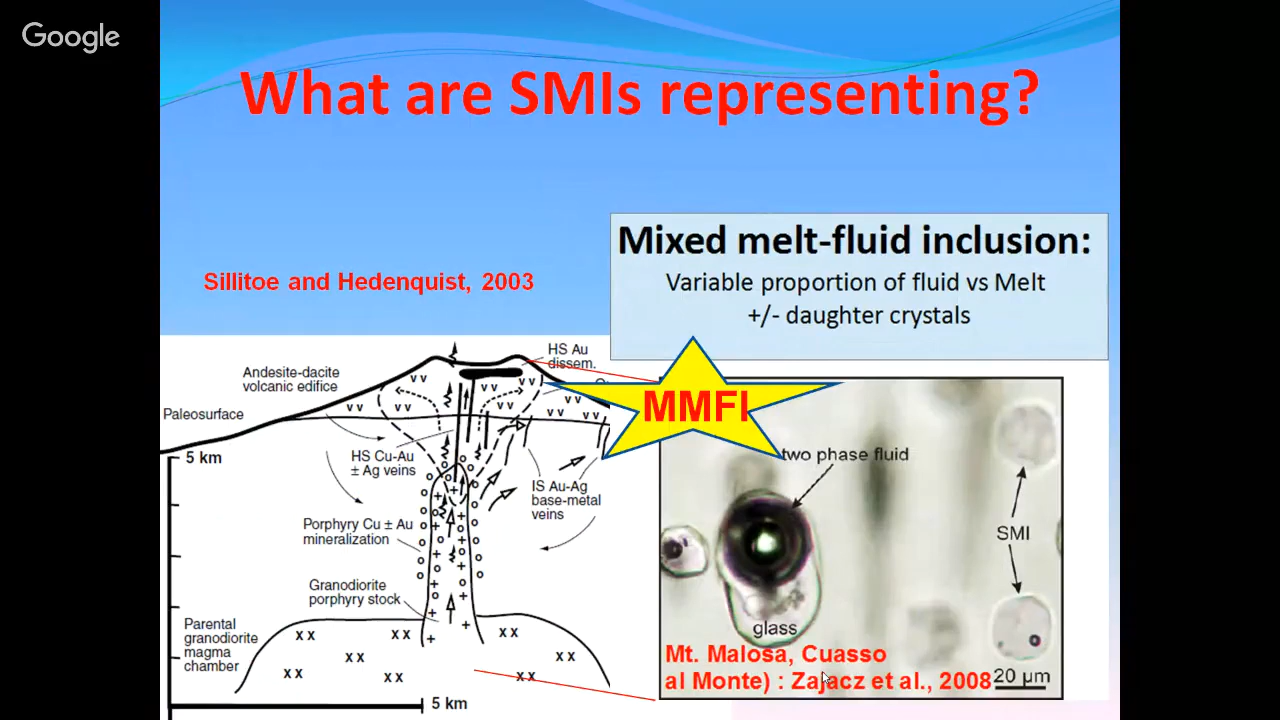 Google
What are SMIs representing?
Mixed melt-fluid inclusion:
Variable proportion of fluid vs Melt
+/- daughter crystals
Sillitoe and Hedenquist, 2003
MMFI
HS Au
dissem.
Andesite-dacite
volcanic edifice
Paleosurface
5 km
HS Cu-Au
± Ag veins
IS Au-Ag
base-metal
veins
Porphyry Cu ± Au
mineralization
Granodiorite
porphyry stock
Parental
granodiorite
magma
chamber
5 km
two phase fluid
SMI
glass
Mt. Malosa, Cuasso
al Monte) : Zajacz et al., 2008
20 µm